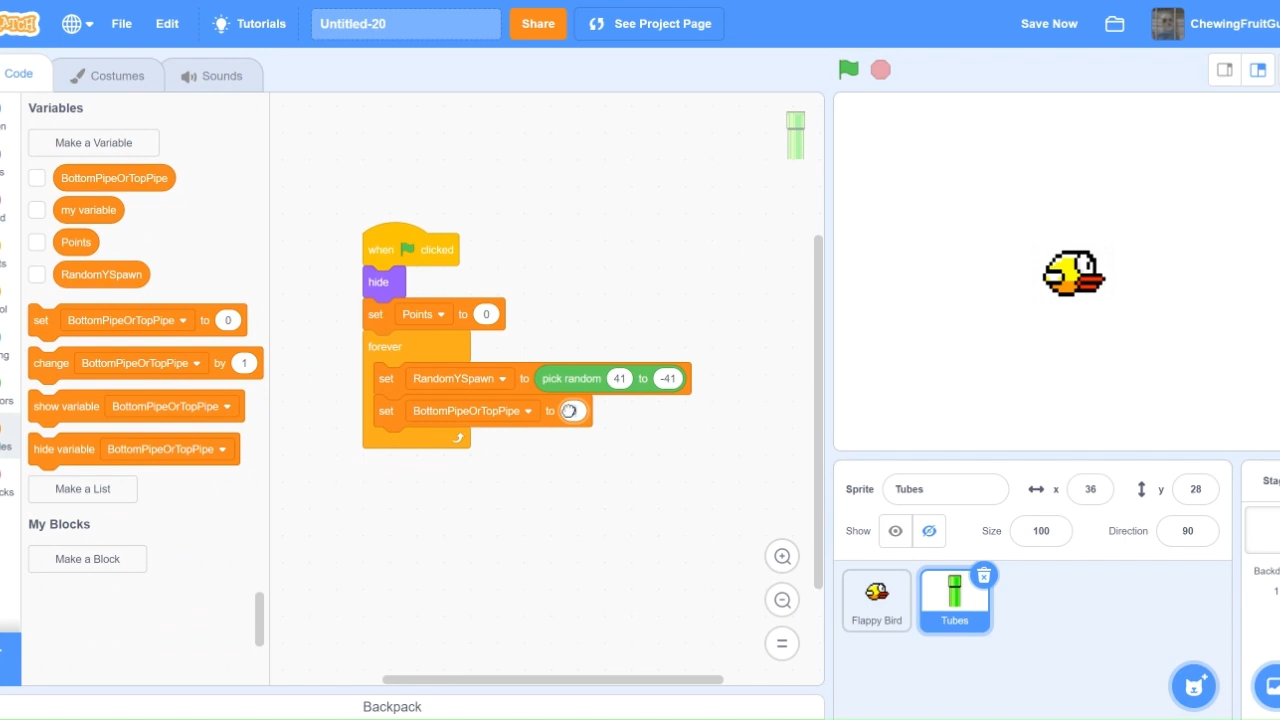 File Edit Tutorials Untitled-20 Share See Project Page Save Now
Code Costumes Sounds
Variables
Make a Variable
BottomPipeOrTopPipe
my variable
Points
RandomYSpawn
set BottomPipeOrTopPipe to 0
change BottomPipeOrTopPipe by 1
show variable BottomPipeOrTopPipe
hide variable BottomPipeOrTopPipe
Make a List
My Blocks
Make a Block
when clicked
hide
set Points to 0
forever
set RandomYSpawn to pick random 41 to -41
set BottomPipeOrTopPipe to
Backpack
Sprite Tubes x 36 y 28
Show Size 100 Direction 90
Flappy Bird
Tubes
1